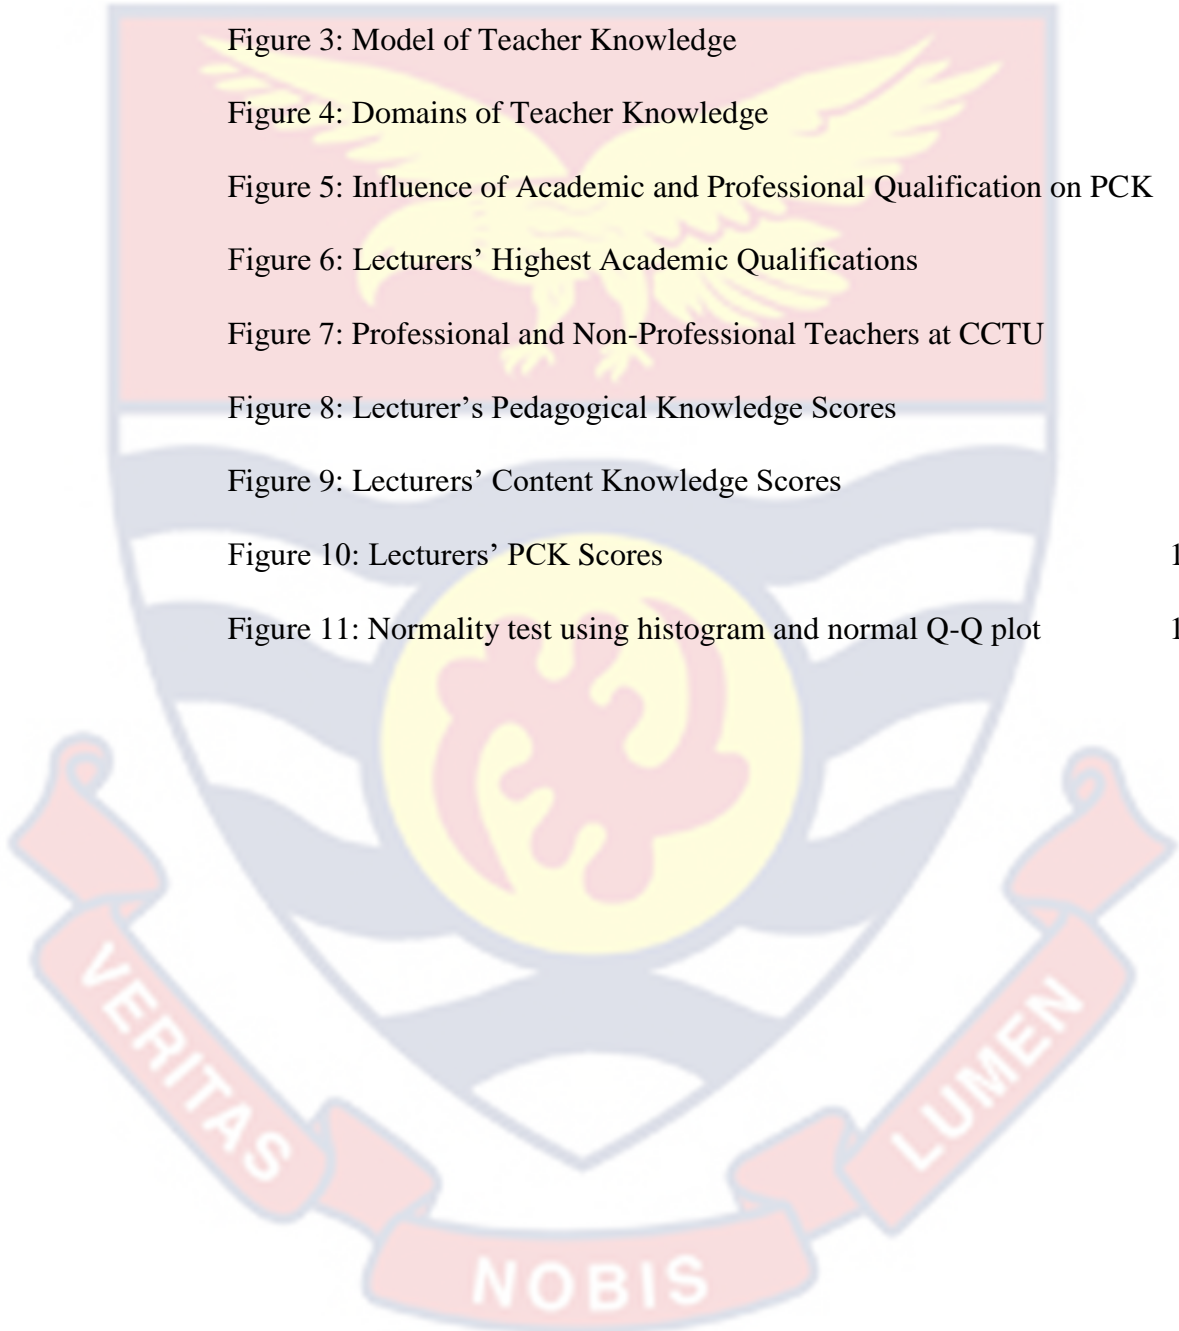 Figure 3: Model of Teacher Knowledge
Figure 4: Domains of Teacher Knowledge
Figure 5: Influence of Academic and Professional Qualification on PCK
Figure 6: Lecturers’ Highest Academic Qualifications
Figure 7: Professional and Non-Professional Teachers at CCTU
Figure 8: Lecturer’s Pedagogical Knowledge Scores
Figure 9: Lecturers’ Content Knowledge Scores
Figure 10: Lecturers’ PCK Scores
Figure 11: Normality test using histogram and normal Q-Q plot
VERITAS
NOBIS
LUMEN